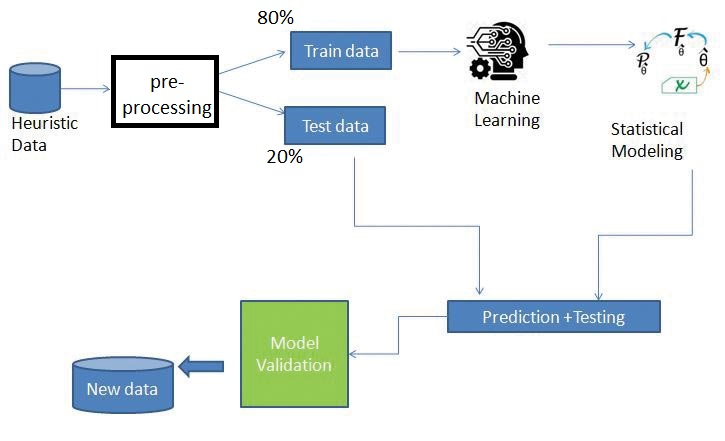 80%
Train data
pre-
processing
Heuristic
Data
Test data
20%
Machine
Learning
P̂θ
Fθ̂
θ̂
x
Statistical
Modeling
Prediction +Testing
Model
Validation
New data